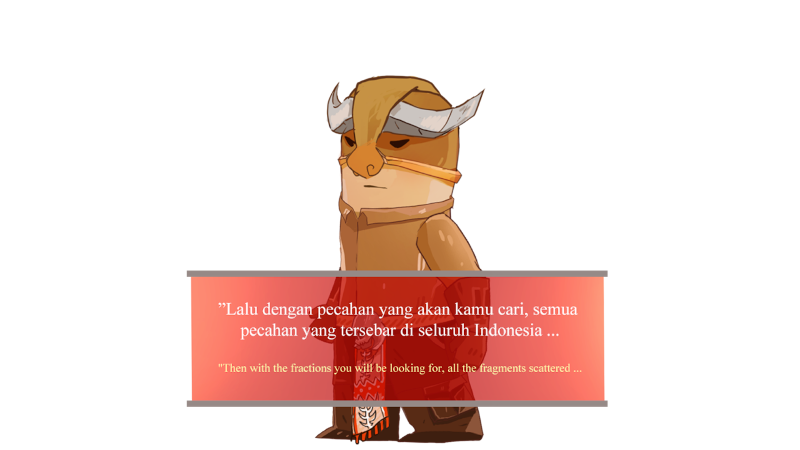 ”Lalu dengan pecahan yang akan kamu cari, semua
pecahan yang tersebar di seluruh Indonesia ...
"Then with the fractions you will be looking for, all the fragments scattered ...